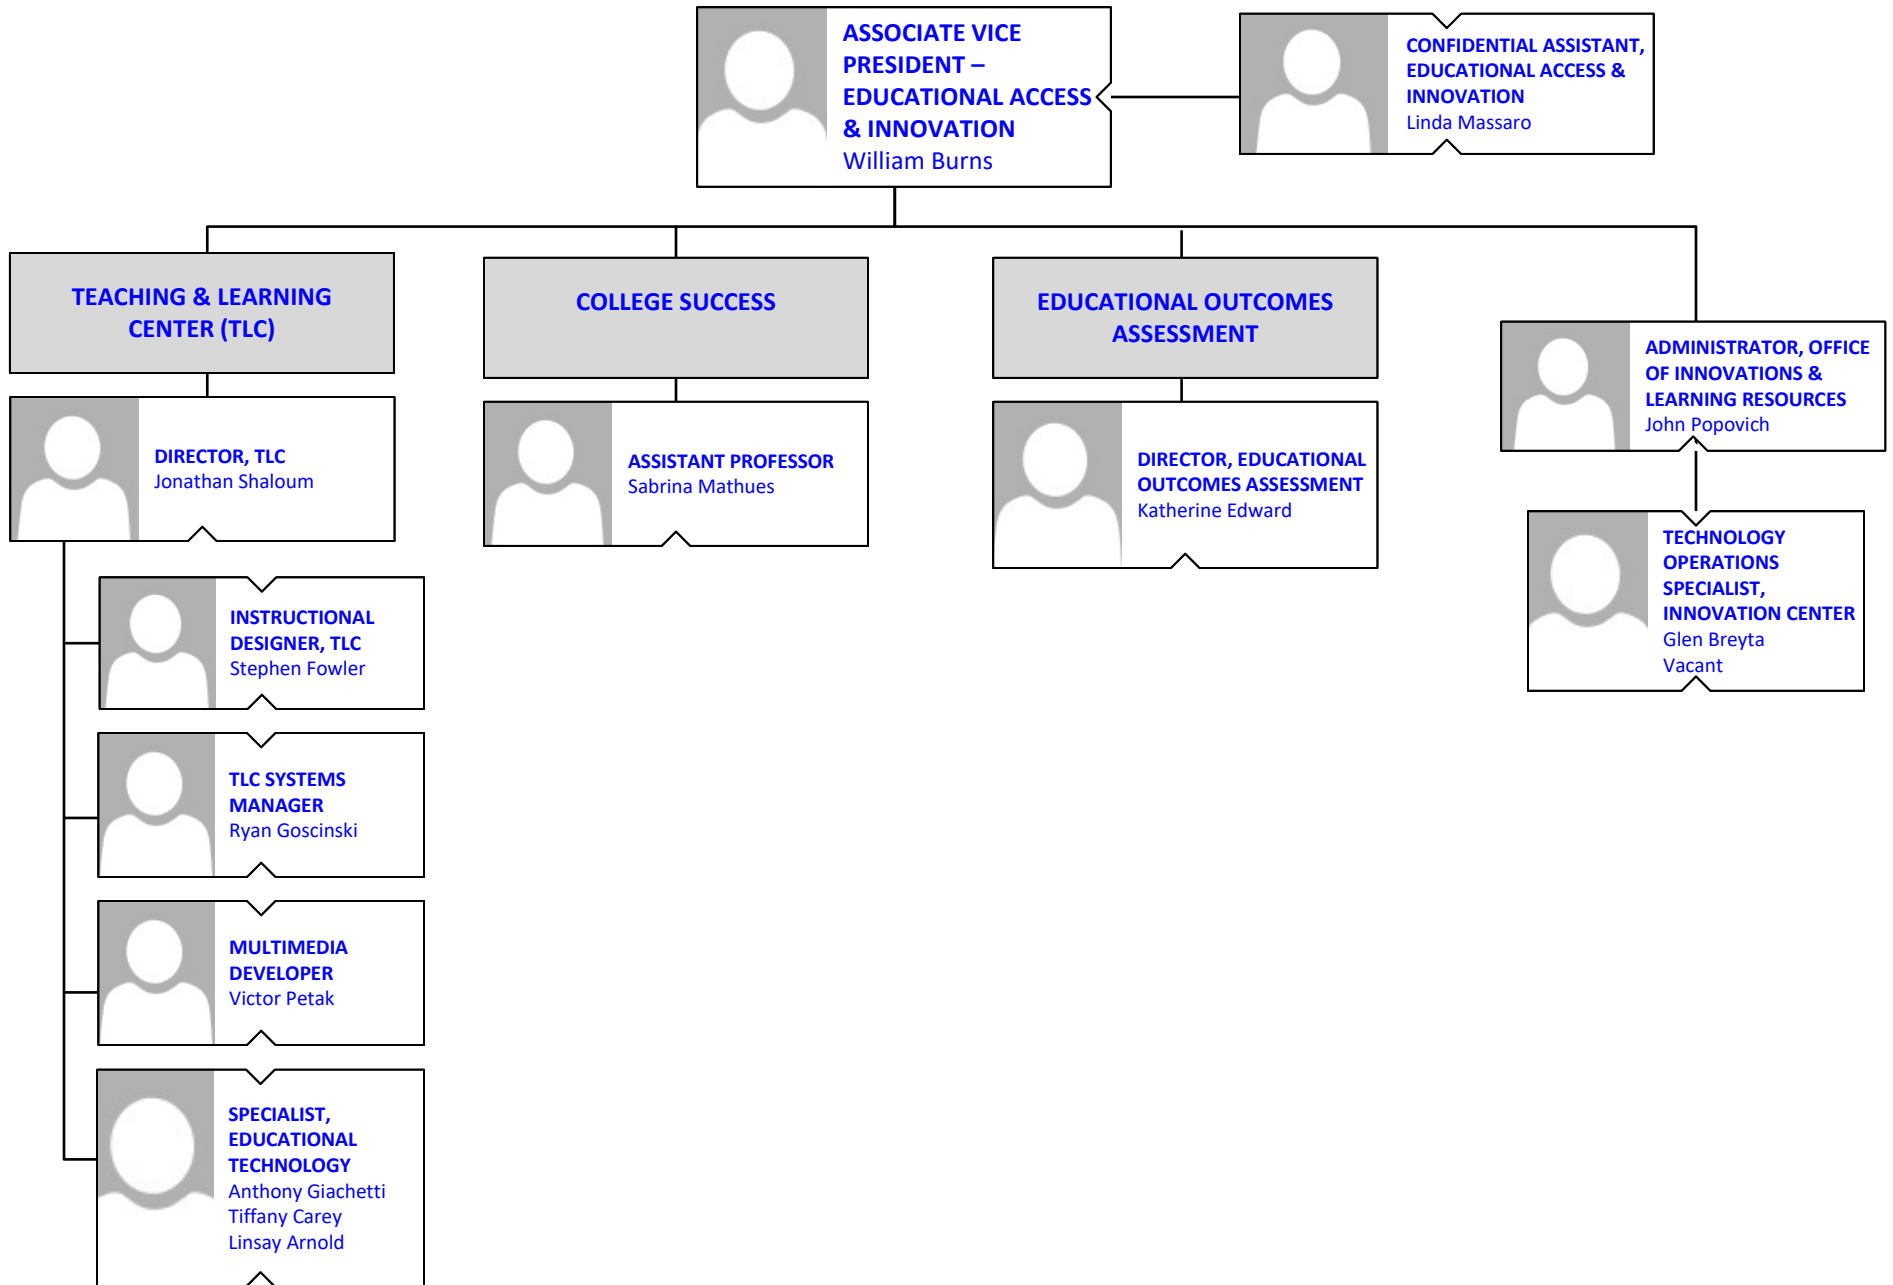 ASSOCIATE VICE
PRESIDENT –
EDUCATIONAL ACCESS
& INNOVATION
William Burns
CONFIDENTIAL ASSISTANT,
EDUCATIONAL ACCESS &
INNOVATION
Linda Massaro
TEACHING & LEARNING
CENTER (TLC)
COLLEGE SUCCESS
EDUCATIONAL OUTCOMES
ASSESSMENT
ADMINISTRATOR, OFFICE
OF INNOVATIONS &
LEARNING RESOURCES
John Popovich
DIRECTOR, TLC
Jonathan Shaloum
ASSISTANT PROFESSOR
Sabrina Mathues
DIRECTOR, EDUCATIONAL
OUTCOMES ASSESSMENT
Katherine Edward
TECHNOLOGY
OPERATIONS
SPECIALIST,
INNOVATION CENTER
Glen Breyta
Vacant
INSTRUCTIONAL
DESIGNER, TLC
Stephen Fowler
TLC SYSTEMS
MANAGER
Ryan Goscinski
MULTIMEDIA
DEVELOPER
Victor Petak
SPECIALIST,
EDUCATIONAL
TECHNOLOGY
Anthony Giachetti
Tiffany Carey
Linsay Arnold